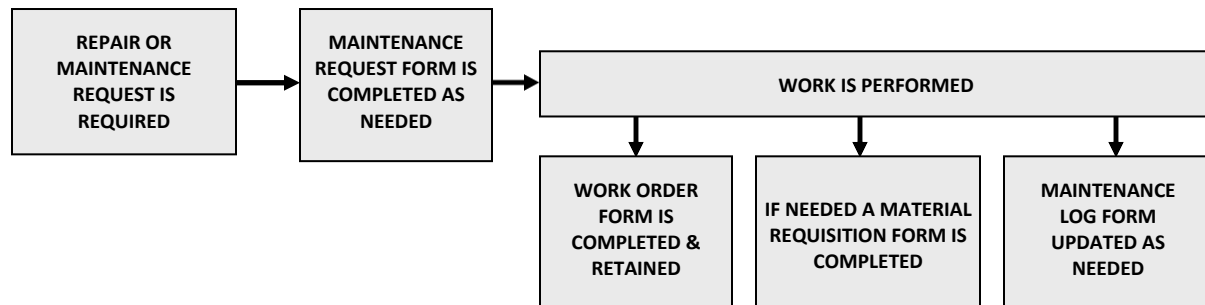 REPAIR OR
MAINTENANCE
REQUEST IS
REQUIRED
MAINTENANCE
REQUEST FORM IS
COMPLETED AS
NEEDED
WORK IS PERFORMED
WORK ORDER
FORM IS
COMPLETED &
RETAINED
IF NEEDED A MATERIAL
REQUISITION FORM IS
COMPLETED
MAINTENANCE
LOG FORM
UPDATED AS
NEEDED